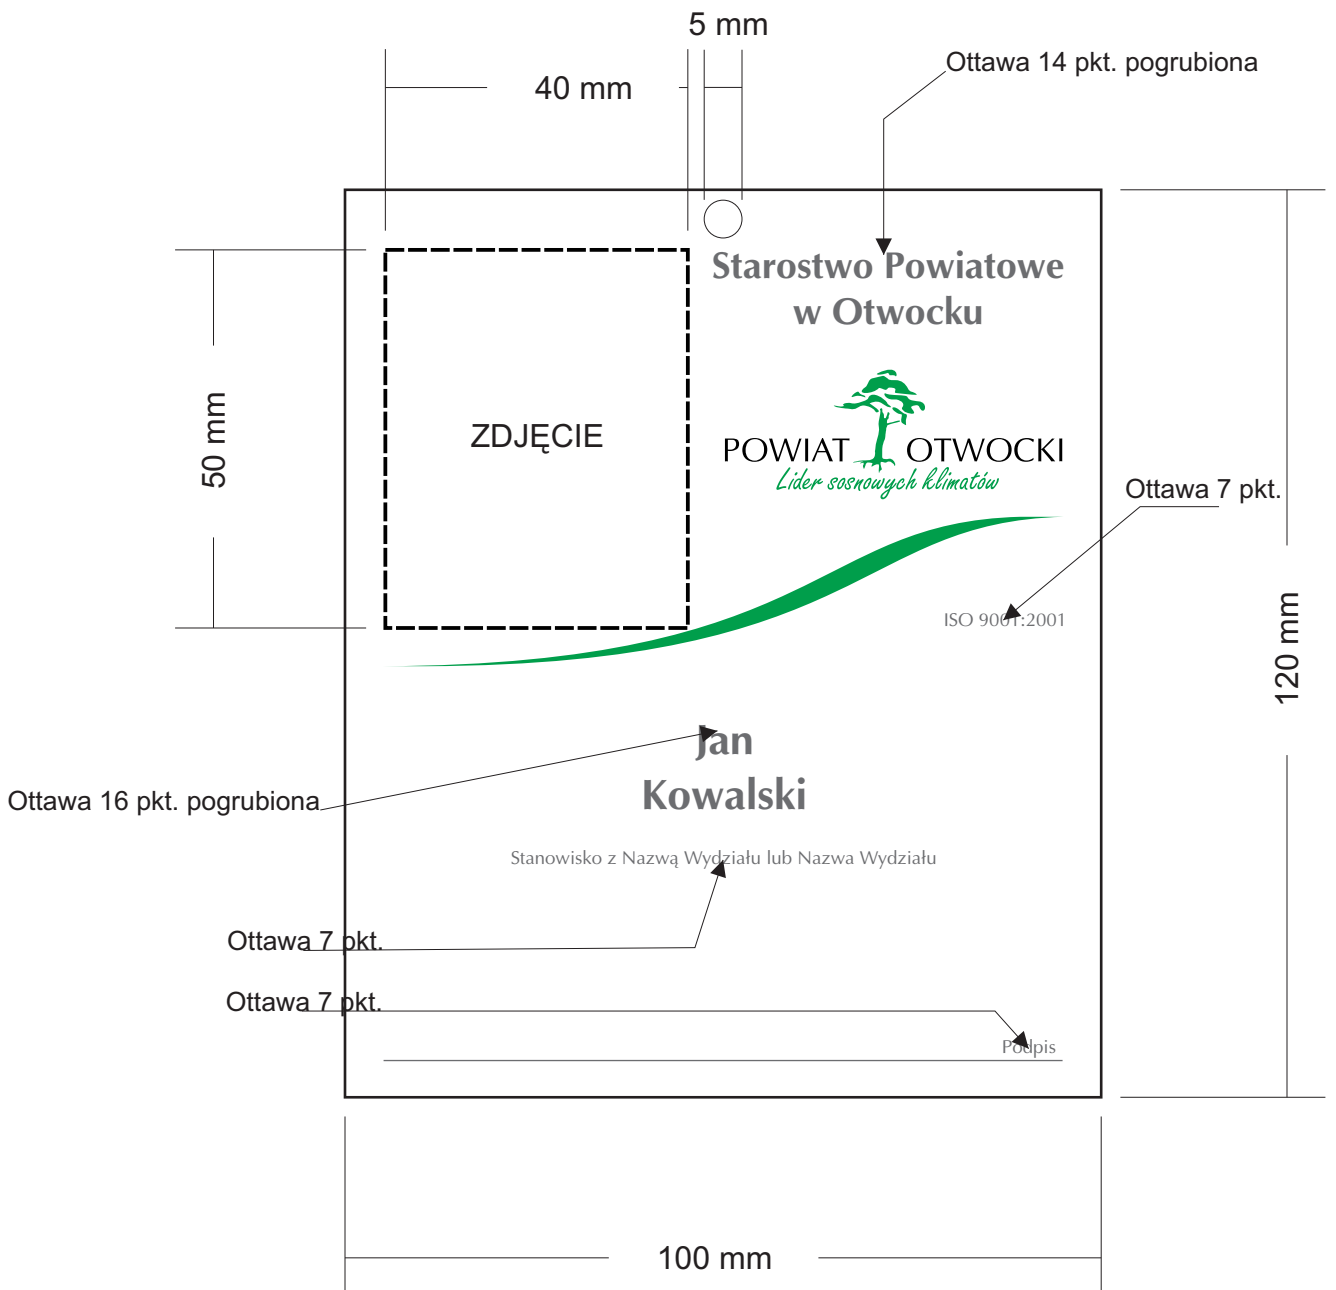 5 mm
40 mm
Ottawa 14 pkt. pogrubiona
Starostwo Powiatowe
w Otwocku
50 mm
ZDJĘCIE
POWIAT OTWOCKI
Lider sosnowych klimatów
Ottawa 7 pkt.
ISO 9001:2001
120 mm
Jan
Kowalski
Ottawa 16 pkt. pogrubiona
Stanowisko z Nazwą Wydziału lub Nazwa Wydziału
Ottawa 7 pkt.
Ottawa 7 pkt.
Podpis
100 mm